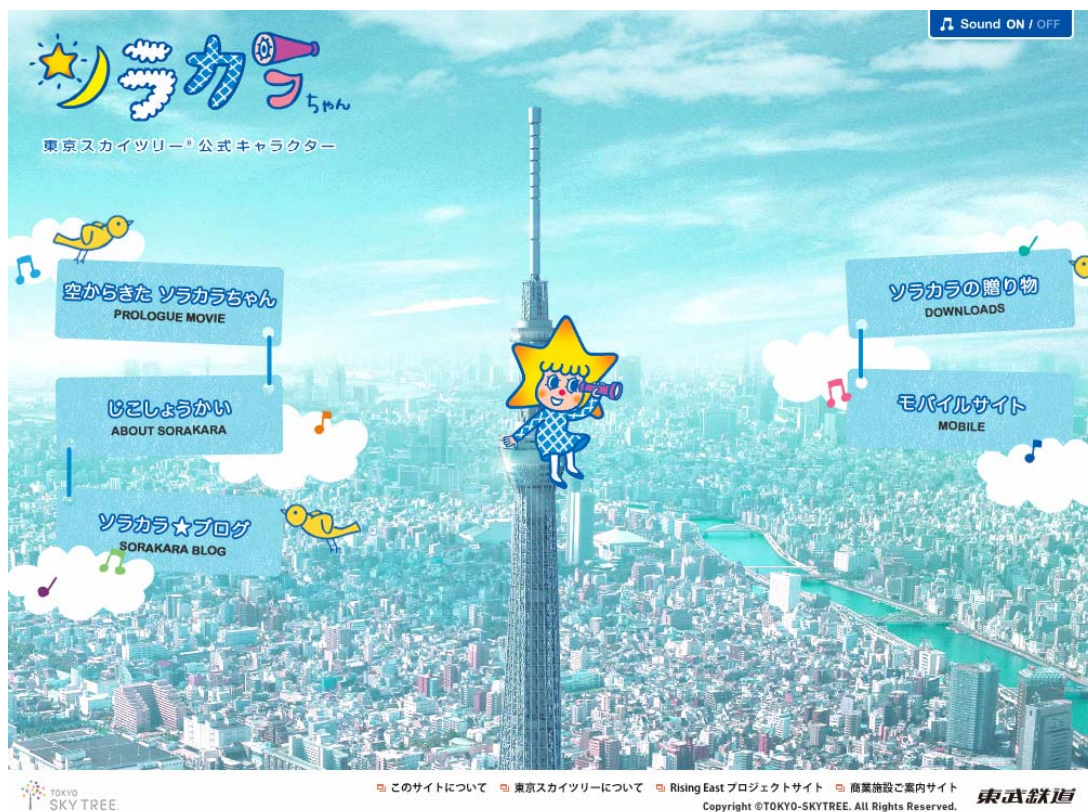 Sound ON / OFF
ソラカラちゃん
東京スカイツリー®公式キャラクター
空からきた ソラカラちゃん
PROLOGUE MOVIE
じこしょうかい
ABOUT SORAKARA
ソラカラ★ブログ
SORAKARA BLOG
ソラカラの贈り物
DOWNLOADS
モバイルサイト
MOBILE
TOKYO
SKY TREE
このサイトについて 東京スカイツリーについて Rising East プロジェクトサイト 商業施設ご案内サイト
Copyright ©TOKYO-SKYTREE. All Rights Reserved.
東武鉄道